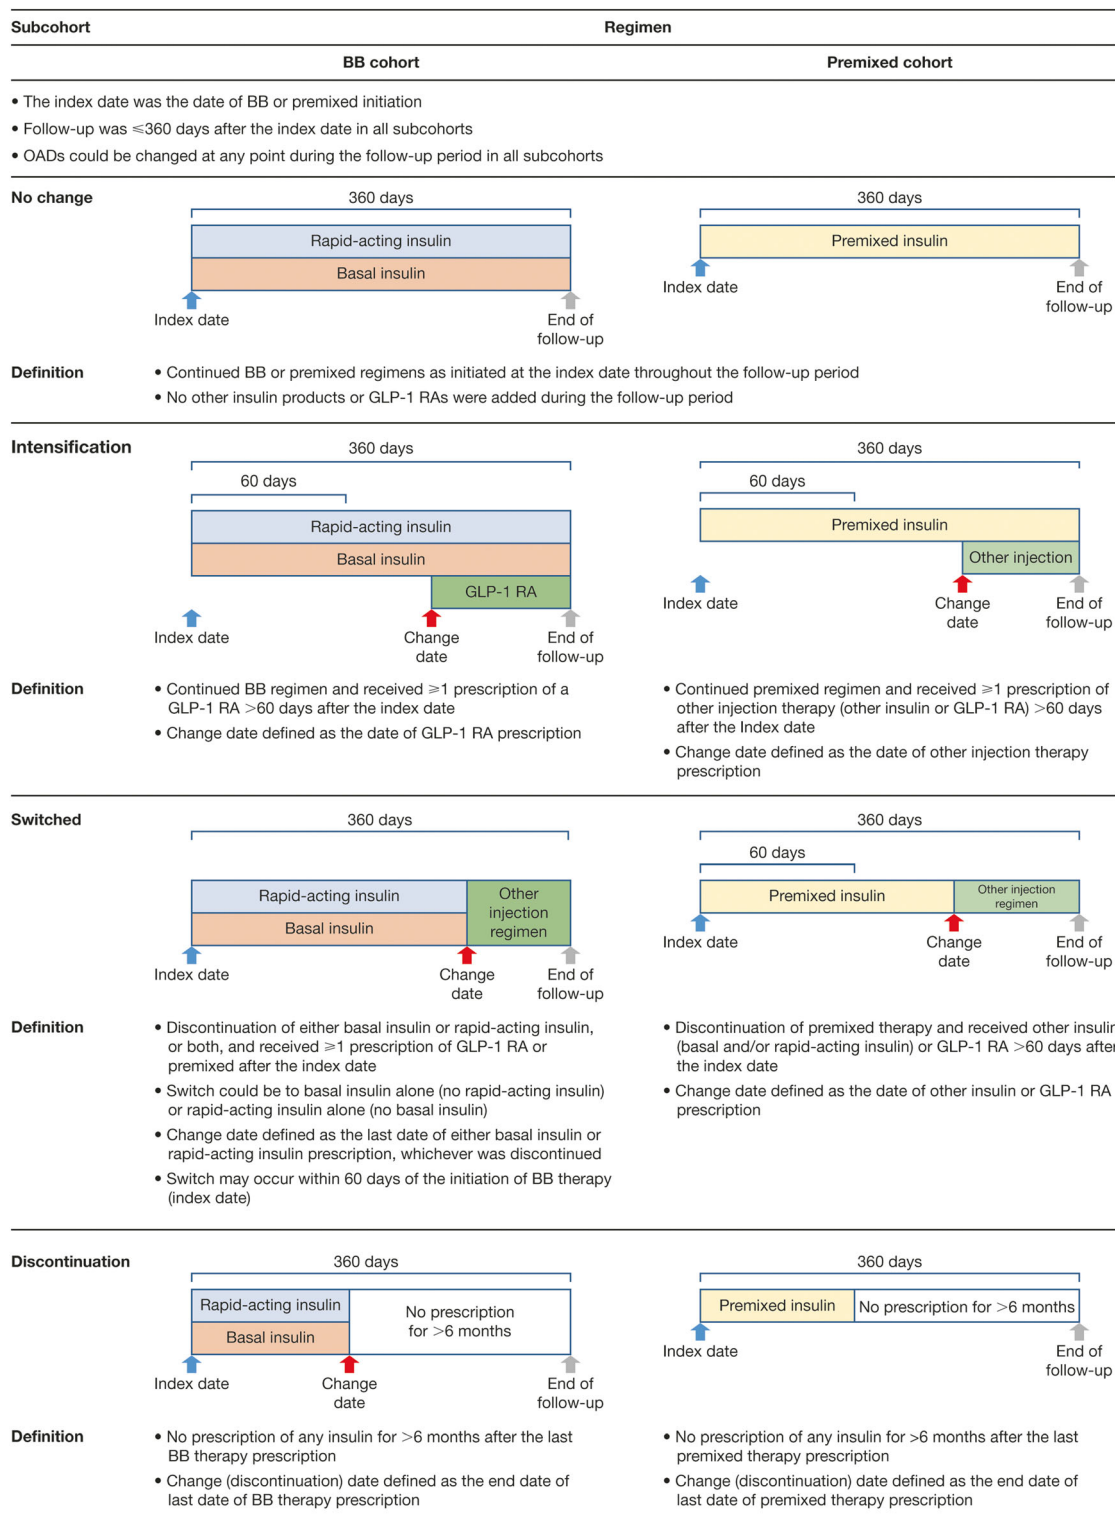 Subcohort Regimen
BB cohort Premixed cohort
• The index date was the date of BB or premixed initiation
• Follow-up was ⩽360 days after the index date in all subcohorts
• OADs could be changed at any point during the follow-up period in all subcohorts
No change
360 days
Rapid-acting insulin
Basal insulin
Index date
End of
follow-up
360 days
Premixed insulin
Index date
End of
follow-up
Definition
• Continued BB or premixed regimens as initiated at the index date throughout the follow-up period
• No other insulin products or GLP-1 RAs were added during the follow-up period
Intensification
360 days
60 days
Rapid-acting insulin
Basal insulin
GLP-1 RA
Index date
Change
date
End of
follow-up
360 days
60 days
Premixed insulin
Other injection
Index date
Change
date
End of
follow-up
Definition
• Continued BB regimen and received ⩾1 prescription of a
GLP-1 RA >60 days after the index date
• Change date defined as the date of GLP-1 RA prescription
• Continued premixed regimen and received ⩾1 prescription of
other injection therapy (other insulin or GLP-1 RA) >60 days
after the Index date
• Change date defined as the date of other injection therapy
prescription
Switched
360 days
Rapid-acting insulin
Basal insulin
Other
injection
regimen
Index date
Change
date
End of
follow-up
360 days
60 days
Premixed insulin
Other injection
regimen
Index date
Change
date
End of
follow-up
Definition
• Discontinuation of either basal insulin or rapid-acting insulin,
or both, and received ⩾1 prescription of GLP-1 RA or
premixed after the index date
• Switch could be to basal insulin alone (no rapid-acting insulin)
or rapid-acting insulin alone (no basal insulin)
• Change date defined as the last date of either basal insulin or
rapid-acting insulin prescription, whichever was discontinued
• Switch may occur within 60 days of the initiation of BB therapy
(index date)
• Discontinuation of premixed therapy and received other insulin
(basal and/or rapid-acting insulin) or GLP-1 RA >60 days after
the index date
• Change date defined as the date of other insulin or GLP-1 RA
prescription
Discontinuation
360 days
Rapid-acting insulin
Basal insulin
No prescription
for >6 months
Index date
Change
date
End of
follow-up
360 days
Premixed insulin
No prescription for >6 months
Index date
End of
follow-up
Definition
• No prescription of any insulin for >6 months after the last
BB therapy prescription
• Change (discontinuation) date defined as the end date of
last date of BB therapy prescription
• No prescription of any insulin for >6 months after the last
premixed therapy prescription
• Change (discontinuation) date defined as the end date of
last date of premixed therapy prescription